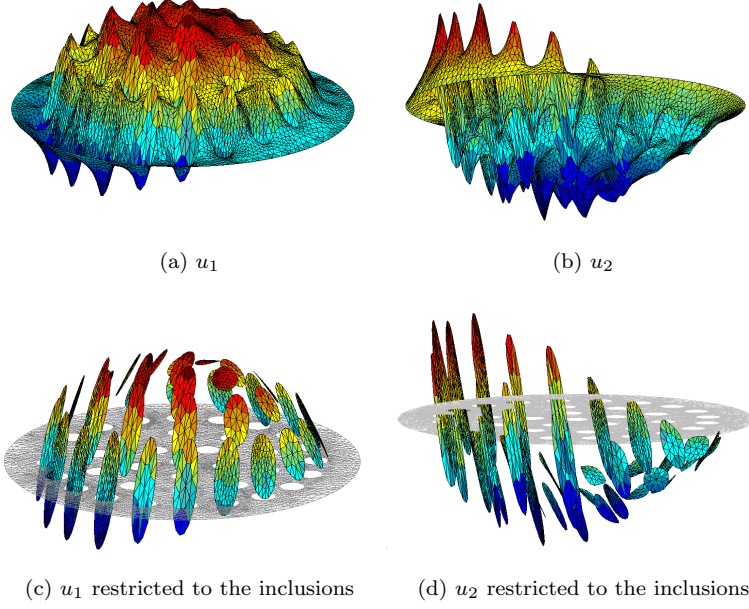 (a) u₁
(b) u₂
(c) u₁ restricted to the inclusions
(d) u₂ restricted to the inclusions